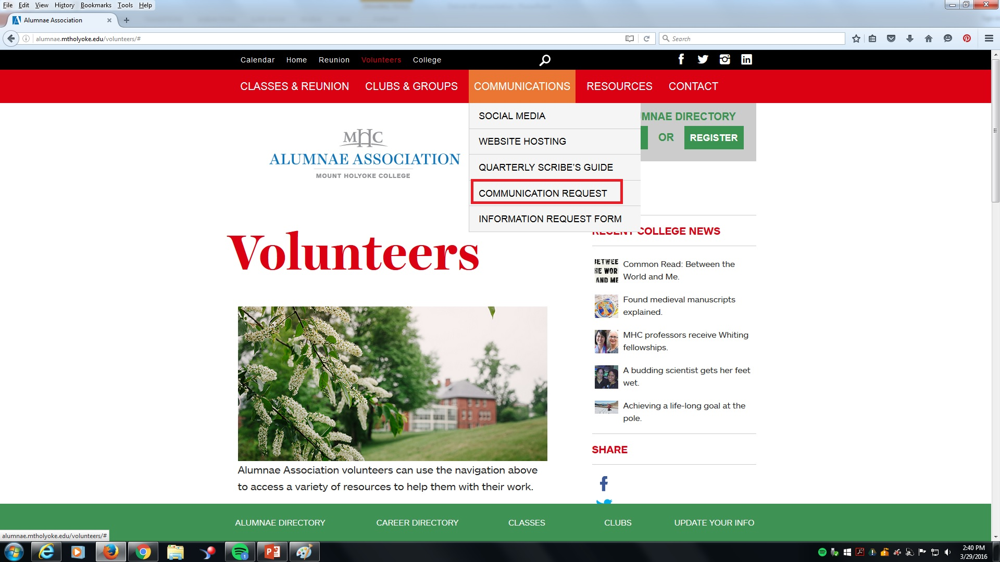 File Edit View History Bookmarks Tools Help
Alumnae Association
alumnae.mtholyoke.edu/volunteers/#
Search
Calendar Home Reunion Volunteers College
CLASSES & REUNION CLUBS & GROUPS COMMUNICATIONS RESOURCES CONTACT
SOCIAL MEDIA
WEBSITE HOSTING
QUARTERLY SCRIBE'S GUIDE
COMMUNICATION REQUEST
INFORMATION REQUEST FORM
MNAE DIRECTORY
OR REGISTER
MHC
ALUMNAE ASSOCIATION
MOUNT HOLYOKE COLLEGE
Volunteers
RECENT COLLEGE NEWS
BETWEE
HE WOR
AND ME
Common Read: Between the
World and Me.
Found medieval manuscripts
explained.
MHC professors receive Whiting
fellowships.
A budding scientist gets her feet
wet.
Achieving a life-long goal at the
pole.
SHARE
Alumnae Association volunteers can use the navigation above
to access a variety of resources to help them with their work.
ALUMNAE DIRECTORY CAREER DIRECTORY CLASSES CLUBS UPDATE YOUR INFO
alumnae.mtholyoke.edu/volunteers/#
2:40 PM
3/29/2016